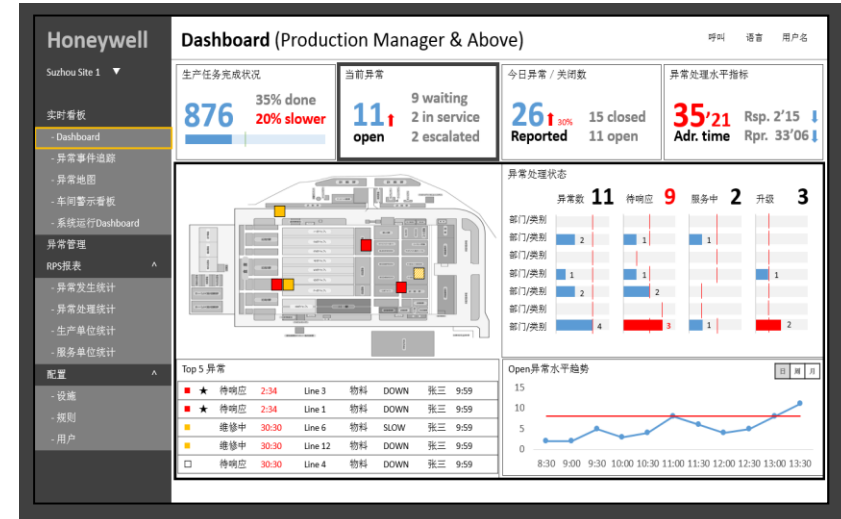 Honeywell
Dashboard (Production Manager & Above)
呼叫 语言 用户名
Suzhou Site 1 ▼
实时看板
- Dashboard
- 异常事件追踪
- 异常地图
- 车间警示看板
- 系统运行Dashboard
异常管理
RPS报表 ^
- 异常发生统计
- 异常处理统计
- 生产单位统计
- 服务单位统计
配置 ^
- 设施
- 规则
- 用户
生产任务完成状况
876
35% done
20% slower
当前异常
11
open
9 waiting
2 in service
2 escalated
今日异常 / 关闭数
26 30%
Reported
15 closed
11 open
异常处理水平指标
35'21
Adr. time
Rsp. 2'15
Rpr. 33'06
异常处理状态
异常数 11 待响应 9 服务中 2 升级 3
部门/类别
部门/类别 2 1 1
部门/类别
部门/类别 1 1 1
部门/类别 2 2
部门/类别
部门/类别 4 3 1 2
Top 5 异常
★ 待响应 2:34 Line 3 物料 DOWN 张三 9:59
★ 待响应 2:34 Line 1 物料 DOWN 张三 9:59
维修中 30:30 Line 6 物料 SLOW 张三 9:59
维修中 30:30 Line 12 物料 DOWN 张三 9:59
待响应 30:30 Line 4 物料 DOWN 张三 9:59
Open异常水平趋势
日 周 月
15
10
5
0
8:30 9:00 9:30 10:00 10:30 11:00 11:30 12:00 12:30 13:00 13:30